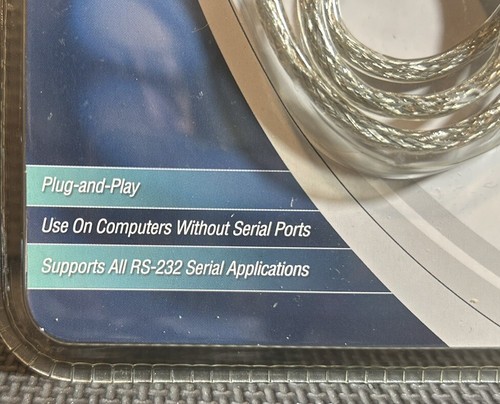 Plug-and-Play
Use On Computers Without Serial Ports
Supports All RS-232 Serial Applications